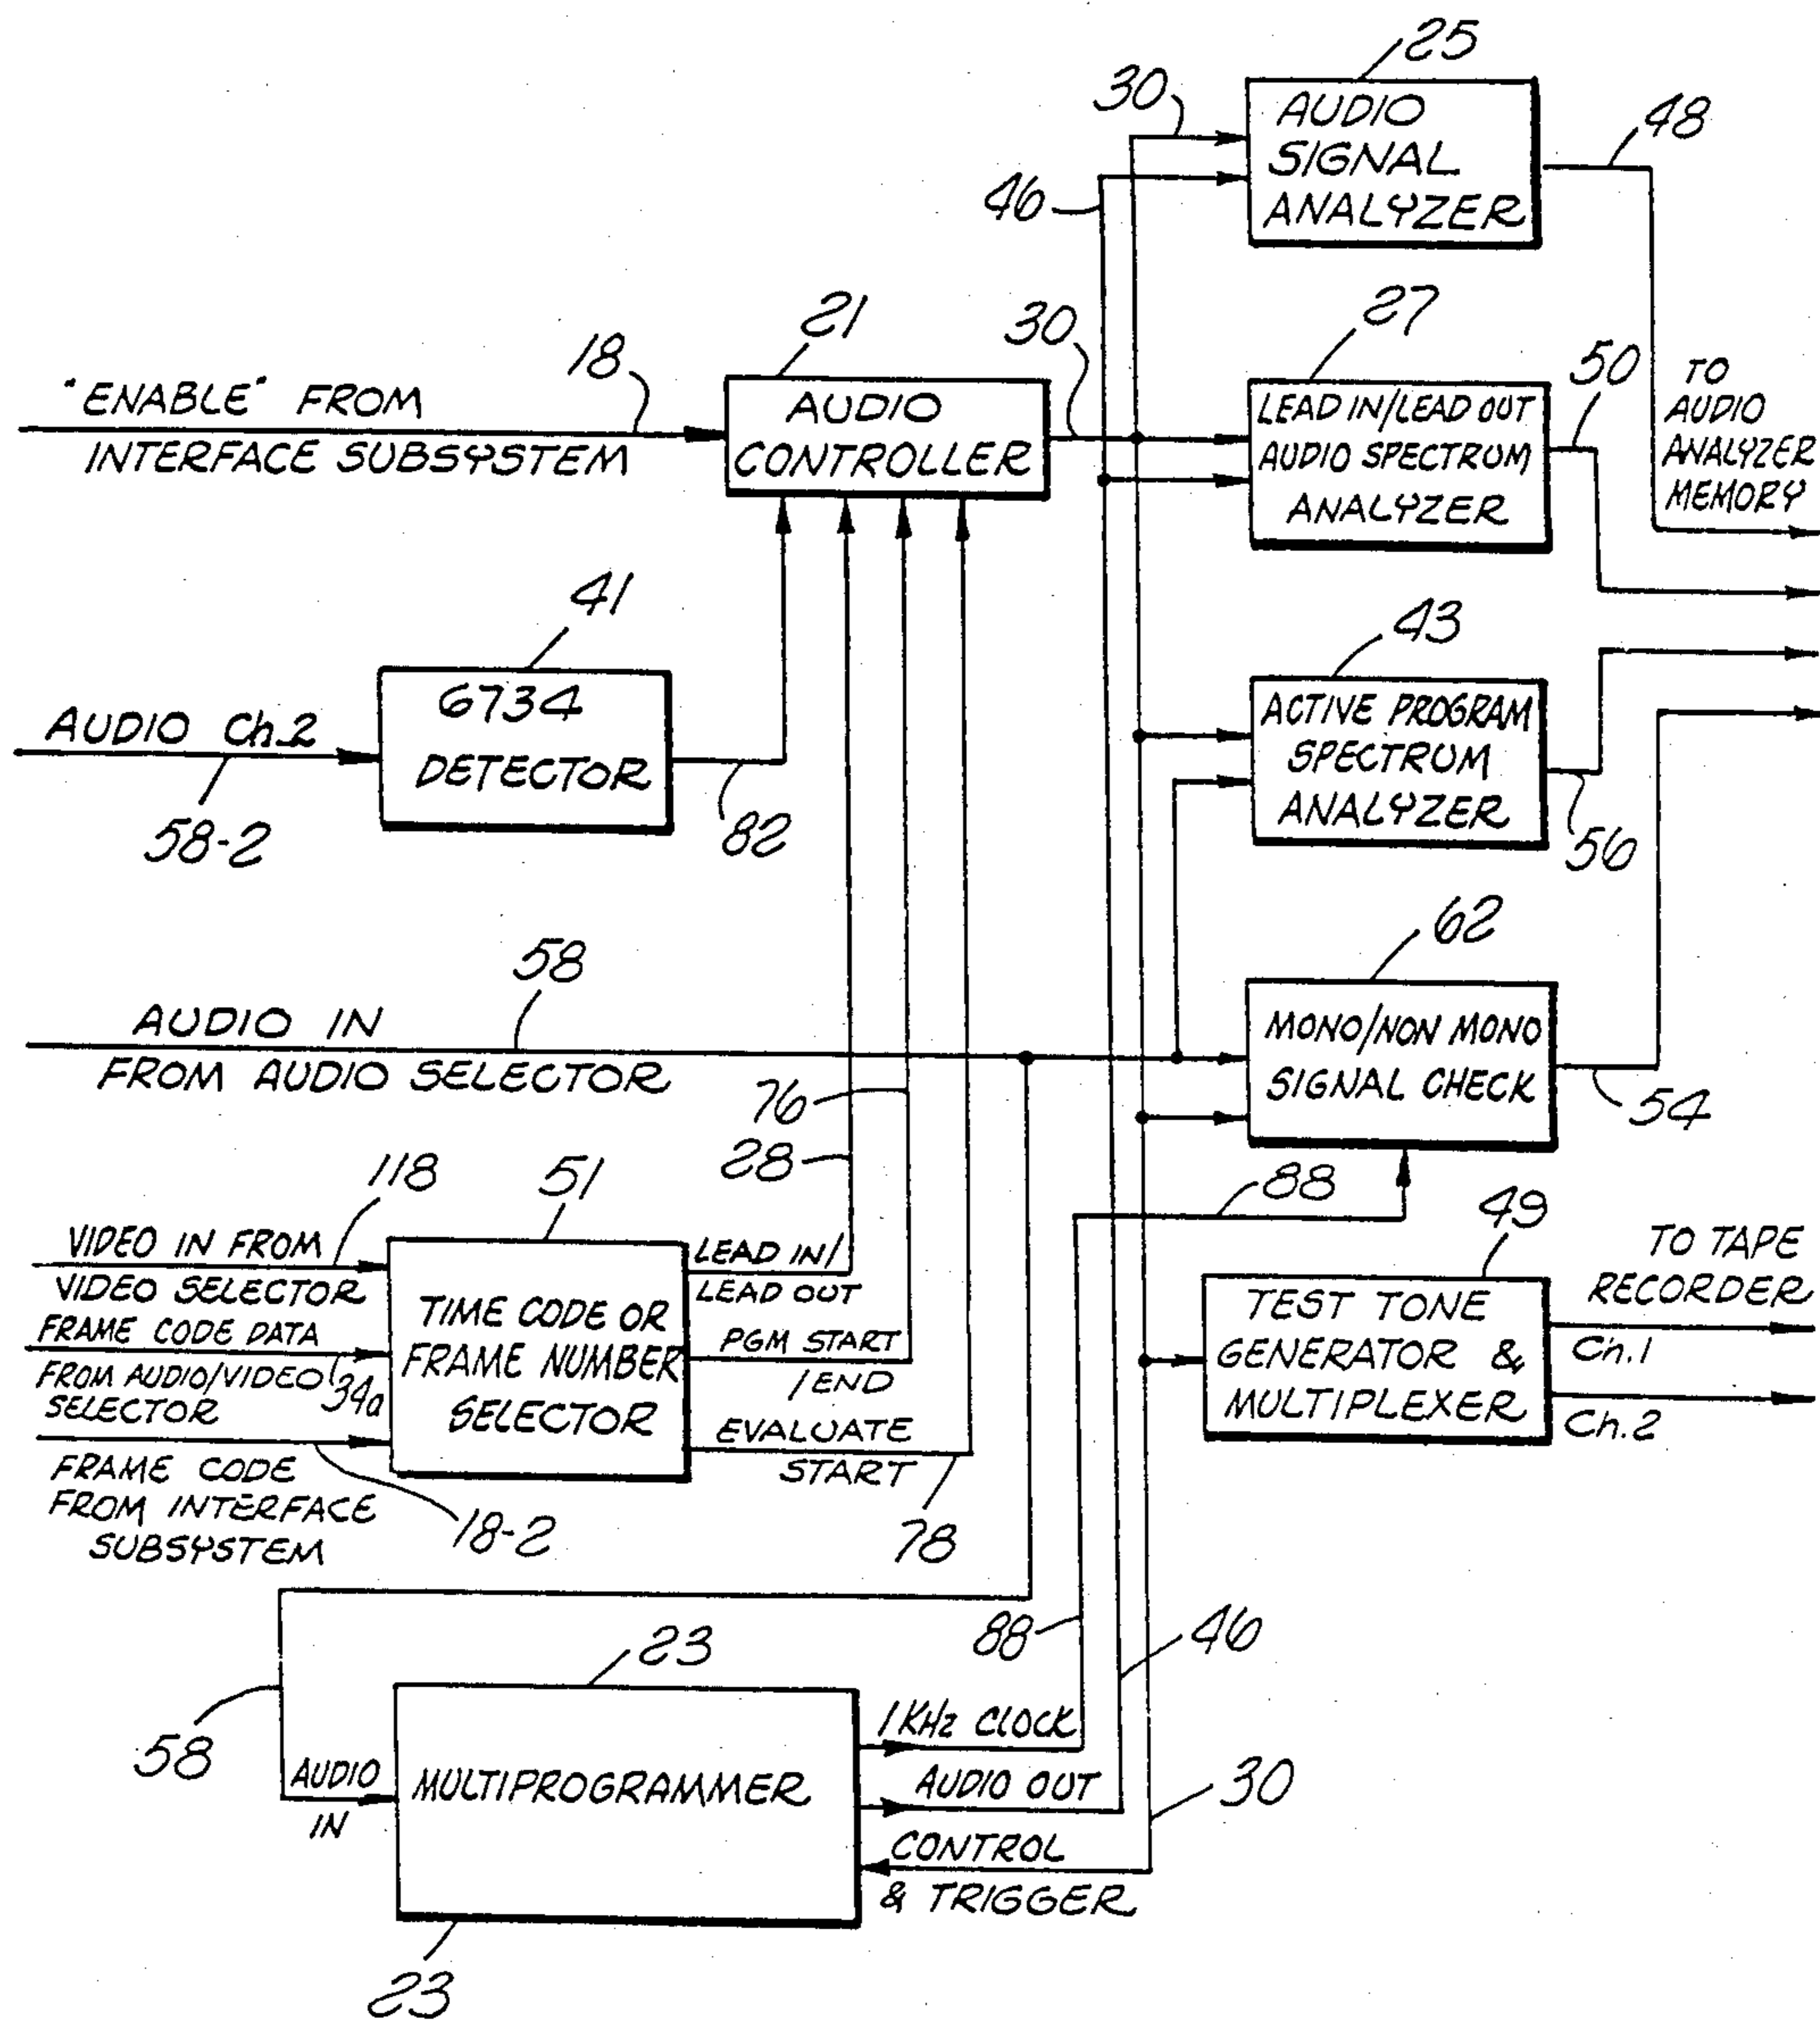 25
30
AUDIO
SIGNAL
ANALYZER
48
46
21
30
27
18
"ENABLE" FROM
INTERFACE SUBSYSTEM
AUDIO
CONTROLLER
LEAD IN/LEAD OUT
AUDIO SPECTRUM
ANALYZER
50
TO
AUDIO
ANALYZER
MEMORY
41
43
AUDIO Ch.2
58-2
6734
DETECTOR
82
ACTIVE PROGRAM
SPECTRUM
ANALYZER
56
62
58
AUDIO IN
FROM AUDIO SELECTOR
MONO/NON MONO
SIGNAL CHECK
54
76
28
88
118
51
49
VIDEO IN FROM
VIDEO SELECTOR
FRAME CODE DATA
FROM AUDIO/VIDEO
SELECTOR
34a
FRAME CODE
FROM INTERFACE
SUBSYSTEM
18-2
TIME CODE OR
FRAME NUMBER
SELECTOR
LEAD IN/
LEAD OUT
PGM START
/END
EVALUATE
START
78
TEST TONE
GENERATOR &
MULTIPLEXER
TO TAPE
RECORDER
Ch.1
Ch.2
88
46
23
58
AUDIO
IN
MULTIPROGRAMMER
1 KHz CLOCK
AUDIO OUT
CONTROL
& TRIGGER
30
23